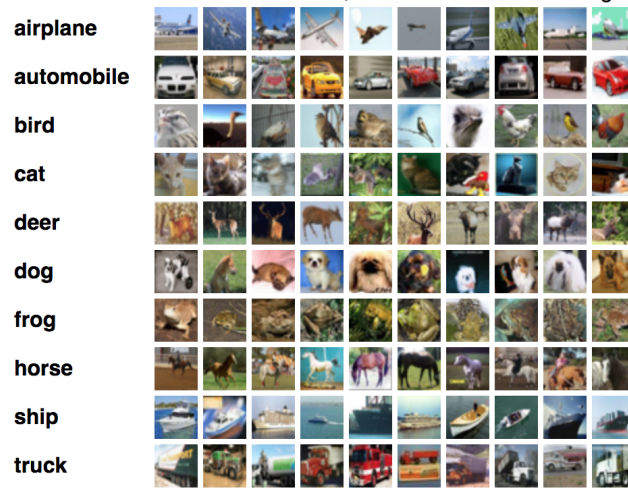 airplane
automobile
bird
cat
deer
dog
frog
horse
ship
truck